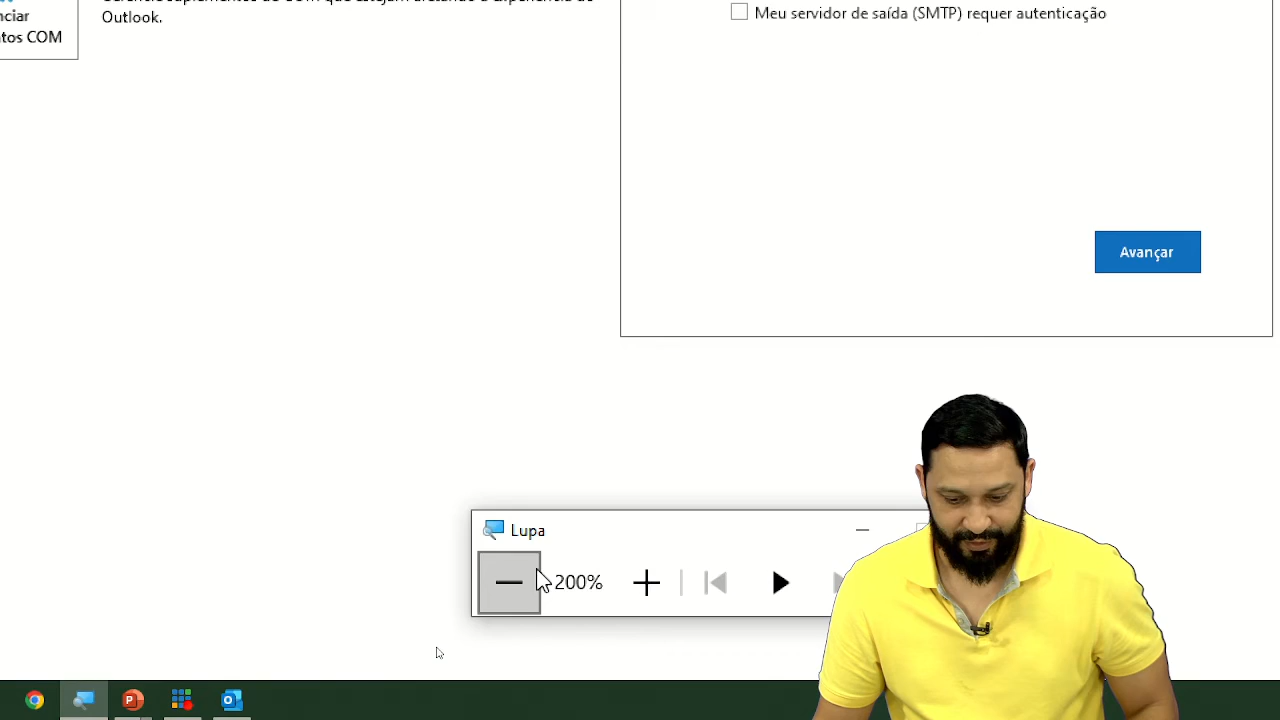 Outlook.
nciar
tos COM
Meu servidor de saída (SMTP) requer autenticação
Avançar
Lupa
200%